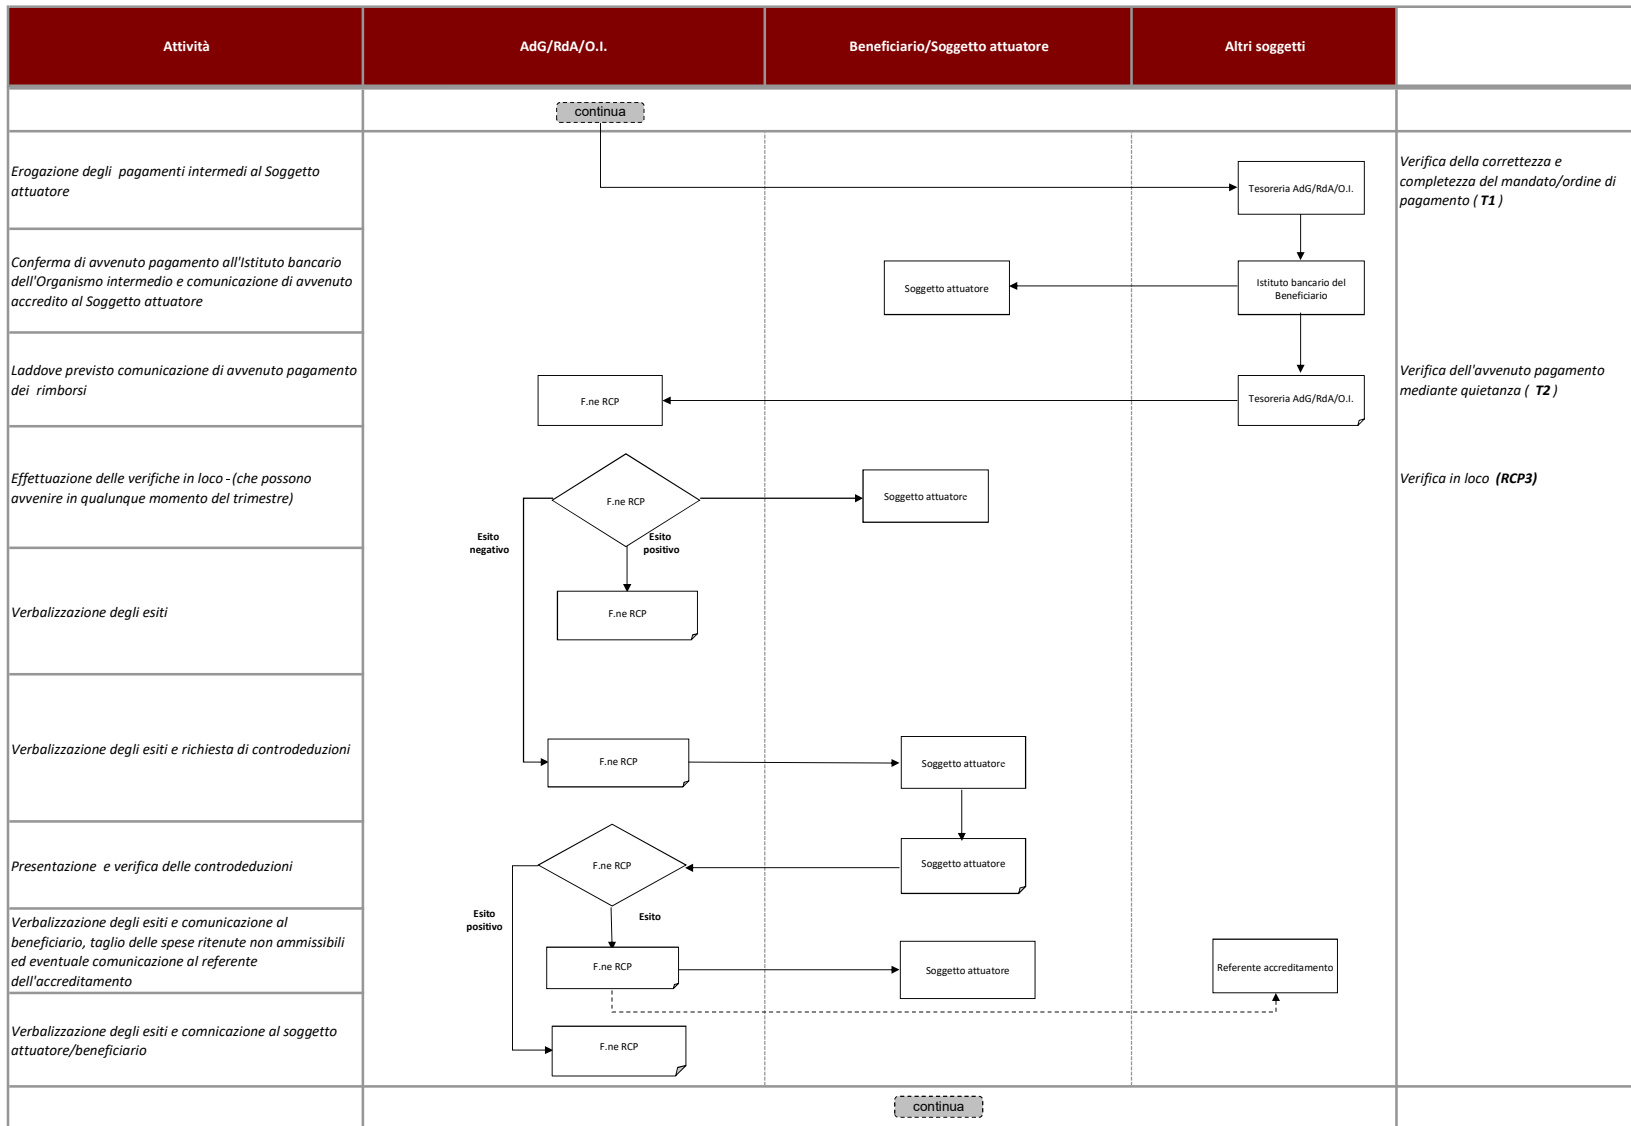 Attività
AdG/RdA/O.I.
Beneficiario/Soggetto attuatore
Altri soggetti
continua
Erogazione degli pagamenti intermedi al Soggetto
attuatore
Tesoreria AdG/RdA/O.I.
Verifica della correttezza e
completezza del mandato/ordine di
pagamento ( T1 )
Conferma di avvenuto pagamento all'Istituto bancario
dell'Organismo intermedio e comunicazione di avvenuto
accredito al Soggetto attuatore
Soggetto attuatore
Istituto bancario del
Beneficiario
Laddove previsto comunicazione di avvenuto pagamento
dei rimborsi
F.ne RCP
Tesoreria AdG/RdA/O.I.
Verifica dell'avvenuto pagamento
mediante quietanza ( T2 )
Effettuazione delle verifiche in loco -(che possono
avvenire in qualunque momento del trimestre)
F.ne RCP
Soggetto attuatore
Verifica in loco (RCP3)
Esito
negativo
Esito
positivo
Verbalizzazione degli esiti
F.ne RCP
Verbalizzazione degli esiti e richiesta di controdeduzioni
F.ne RCP
Soggetto attuatore
Presentazione e verifica delle controdeduzioni
F.ne RCP
Soggetto attuatore
Esito
positivo
Esito
Verbalizzazione degli esiti e comunicazione al
beneficiario, taglio delle spese ritenute non ammissibili
ed eventuale comunicazione al referente
dell'accreditamento
F.ne RCP
Soggetto attuatore
Referente accreditamento
Verbalizzazione degli esiti e comnicazione al soggetto
attuatore/beneficiario
F.ne RCP
continua